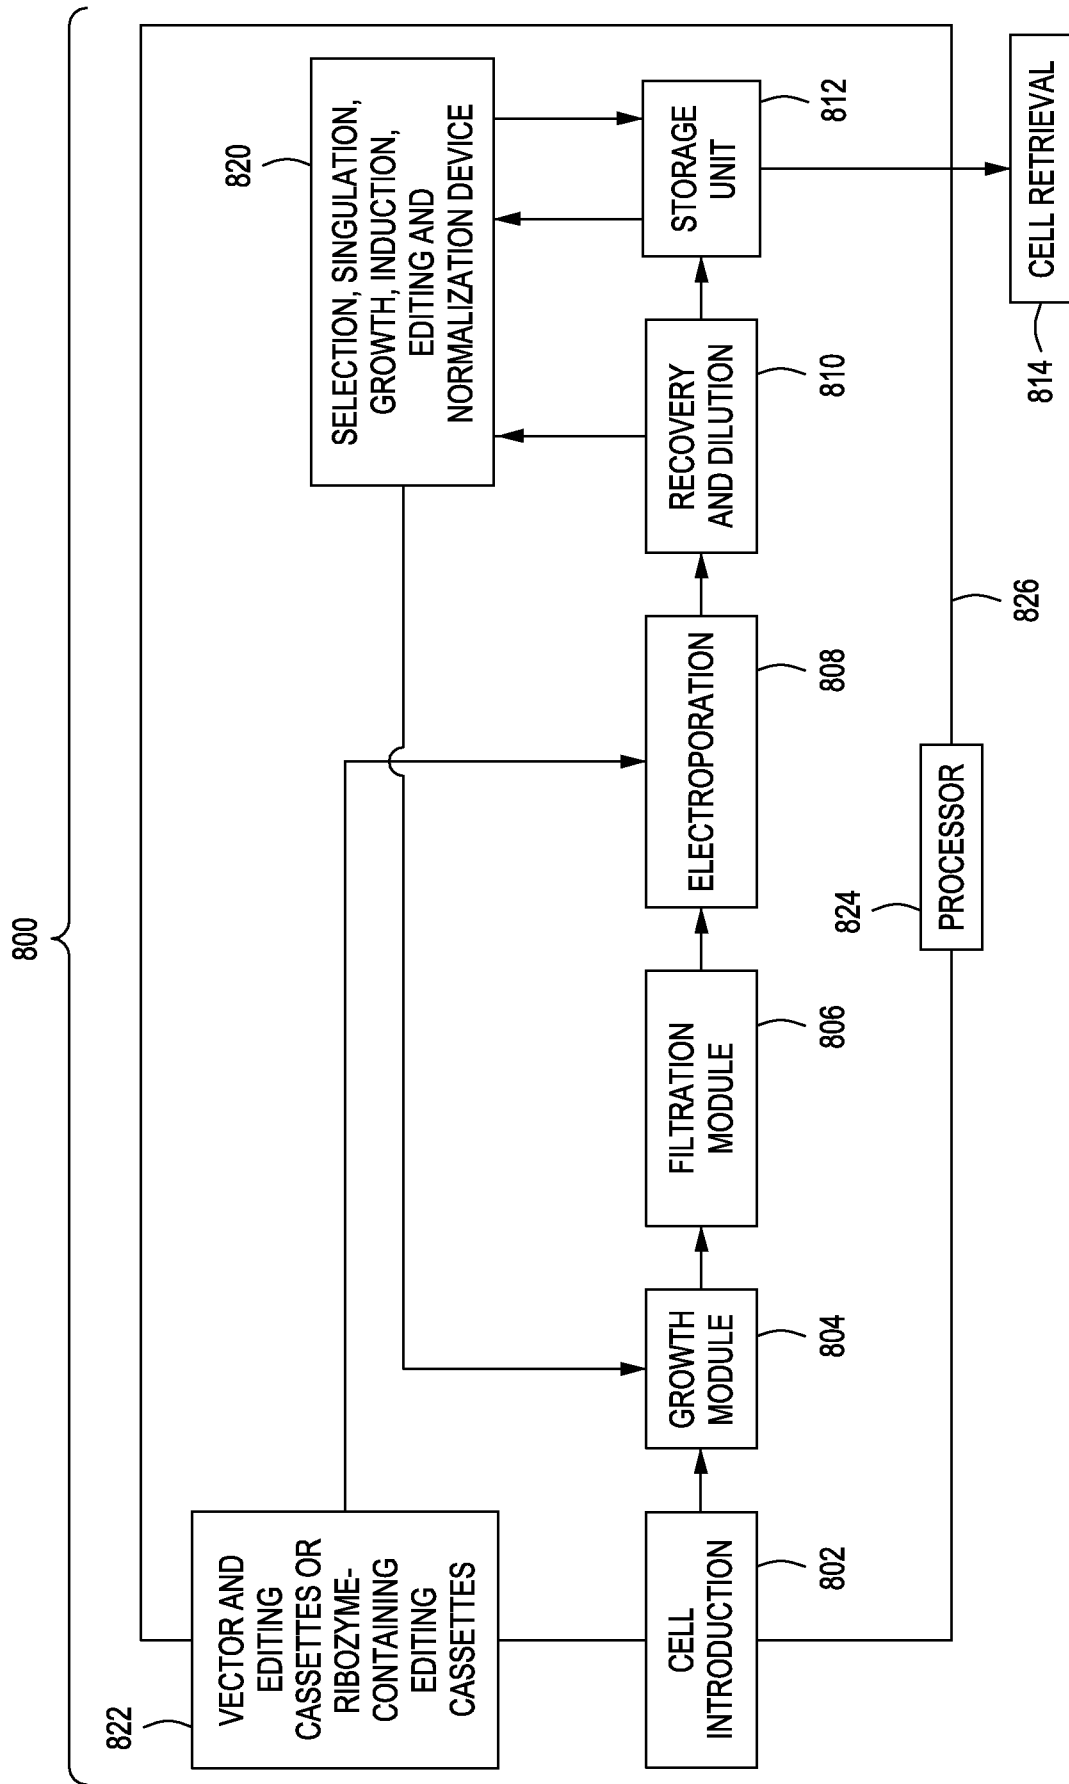 800
822
VECTOR AND
EDITING
CASSETTES OR
RIBOZYME-
CONTAINING
EDITING
CASSETTES
820
SELECTION, SINGULATION,
GROWTH, INDUCTION,
EDITING AND
NORMALIZATION DEVICE
CELL
INTRODUCTION
802
GROWTH
MODULE
804
FILTRATION
MODULE
806
ELECTROPORATION
808
RECOVERY
AND DILUTION
810
STORAGE
UNIT
812
824
PROCESSOR
826
814
CELL RETRIEVAL